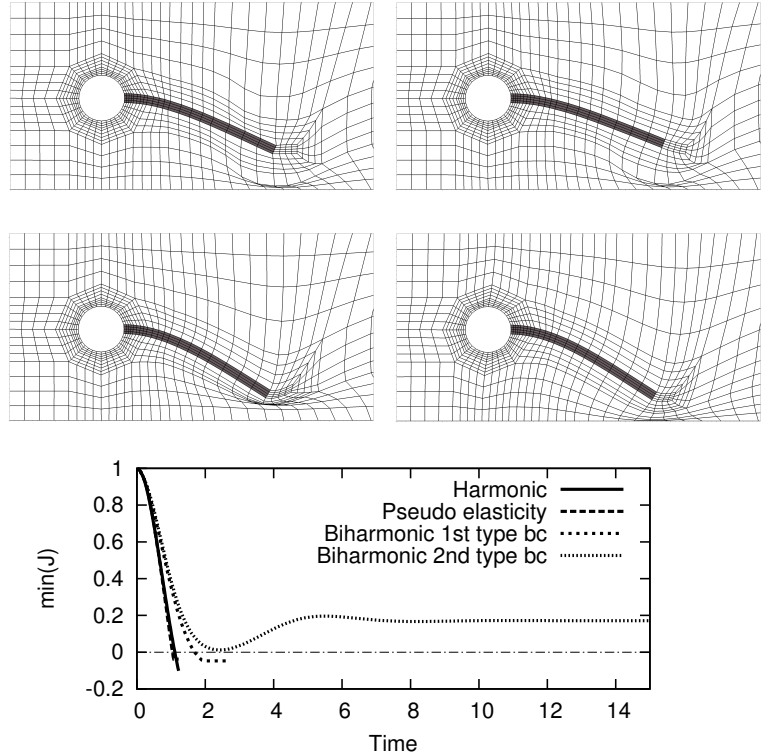 1
0.8
0.6
0.4
0.2
0
-0.2
min(J)
Harmonic
Pseudo elasticity
Biharmonic 1st type bc
Biharmonic 2nd type bc
0 2 4 6 8 10 12 14
Time